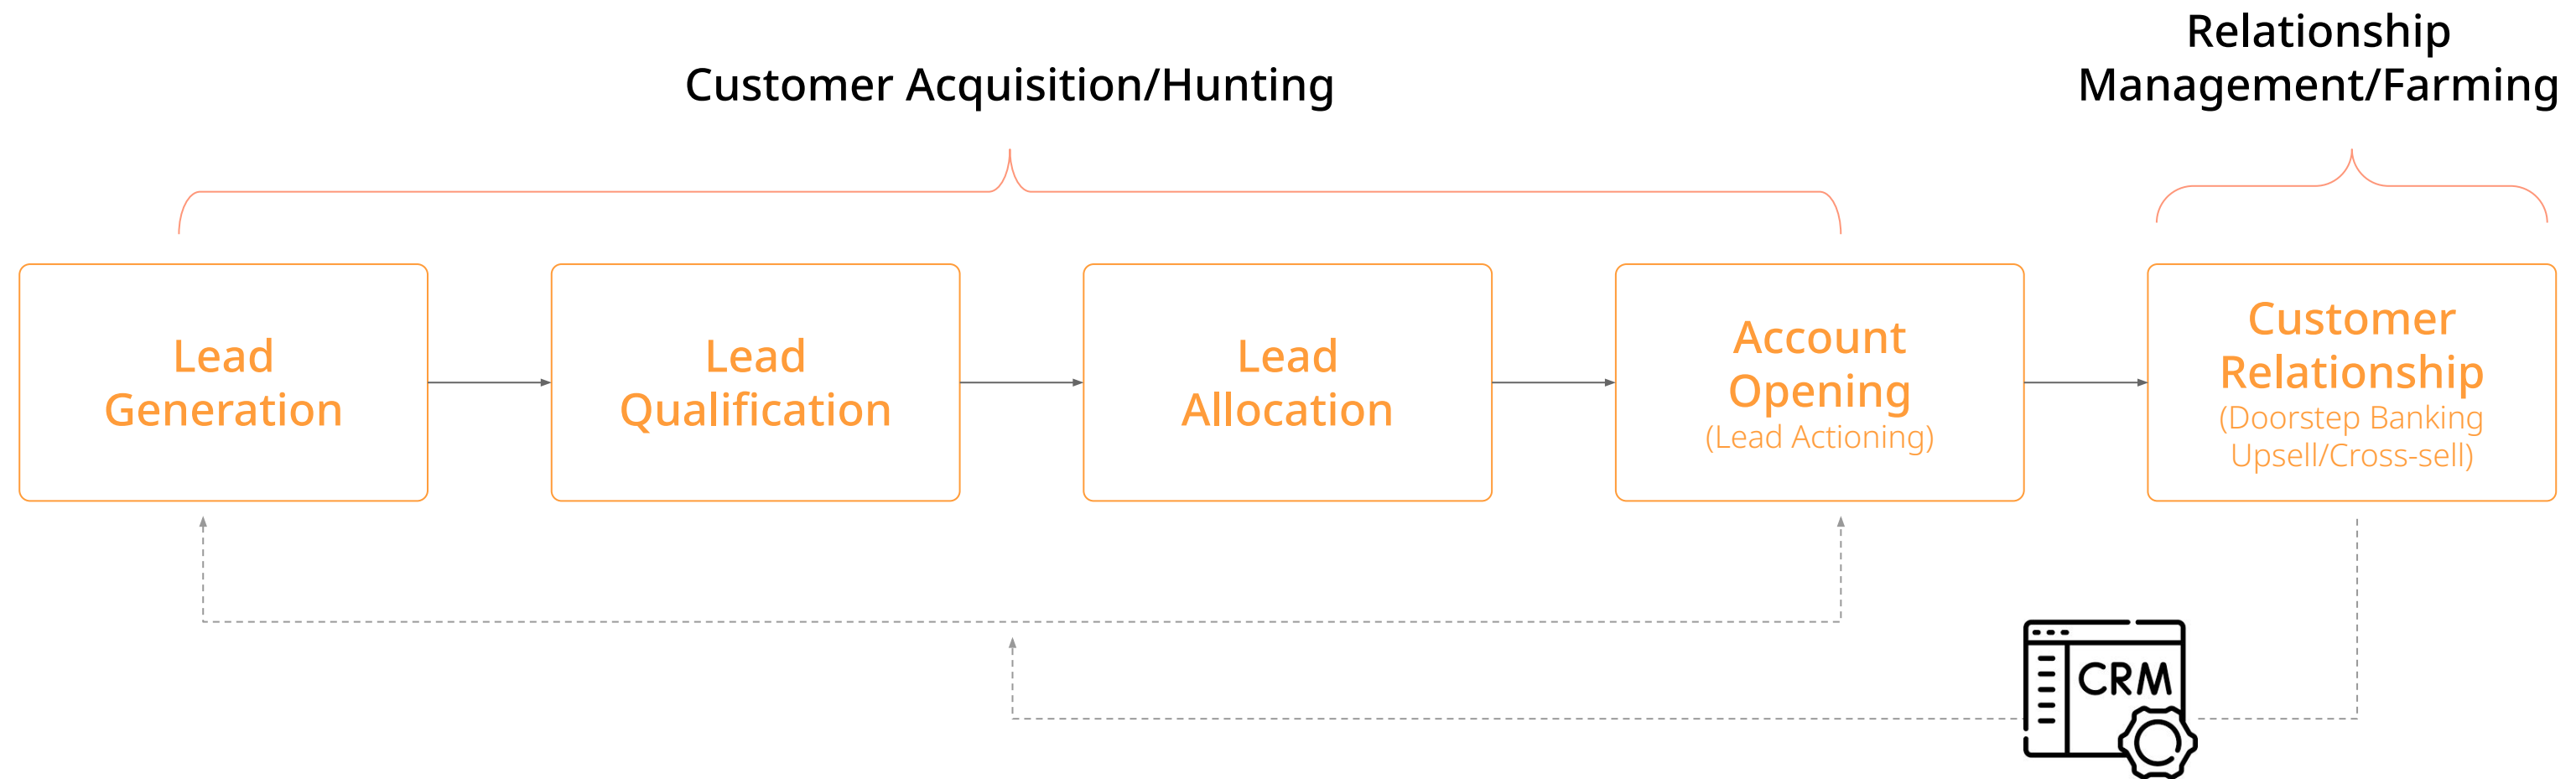 Customer Acquisition/Hunting
Relationship
Management/Farming
Lead
Generation
Lead
Qualification
Lead
Allocation
Account
Opening
(Lead Actioning)
Customer
Relationship
(Doorstep Banking
Upsell/Cross-sell)
CRM